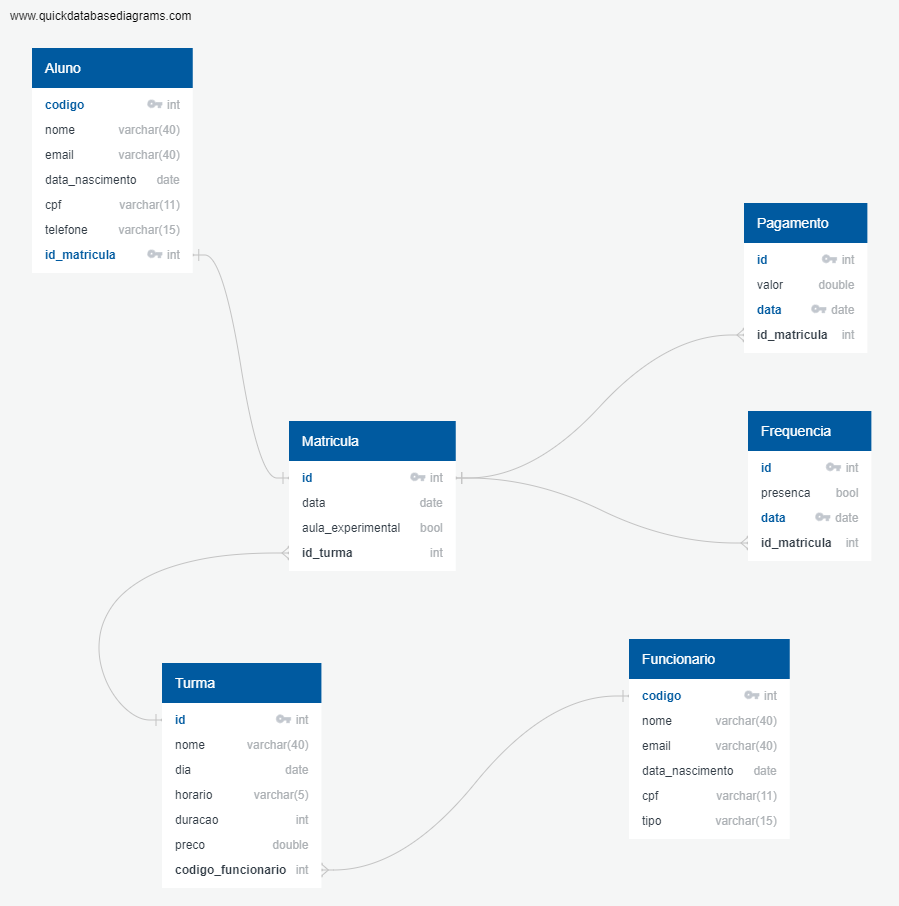 www.quickdatabasediagrams.com
Aluno
codigo int
nome varchar(40)
email varchar(40)
data_nascimento date
cpf varchar(11)
telefone varchar(15)
id_matricula int
Pagamento
id int
valor double
data date
id_matricula int
Matricula
id int
data date
aula_experimental bool
id_turma int
Frequencia
id int
presenca bool
data date
id_matricula int
Turma
id int
nome varchar(40)
dia date
horario varchar(5)
duracao int
preco double
codigo_funcionario int
Funcionario
codigo int
nome varchar(40)
email varchar(40)
data_nascimento date
cpf varchar(11)
tipo varchar(15)